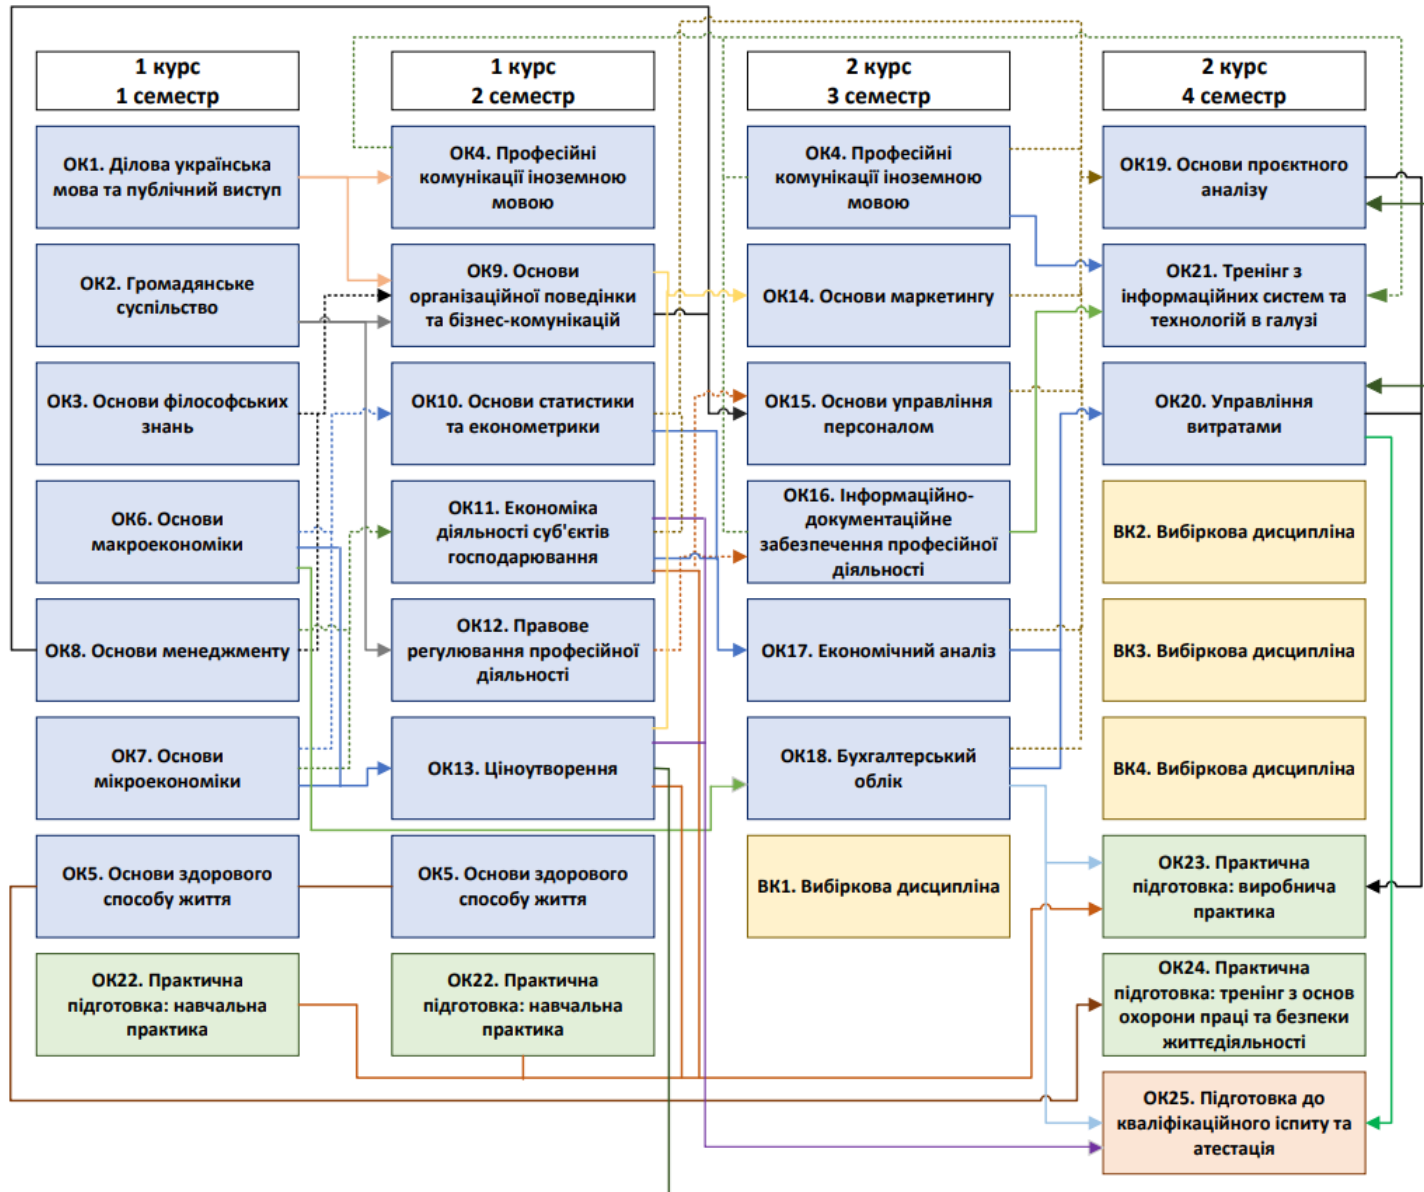 1 курс
1 семестр
1 курс
2 семестр
2 курс
3 семестр
2 курс
4 семестр
ОК1. Ділова українська
мова та публічний виступ
ОК4. Професійні
комунікації іноземною
мовою
ОК4. Професійні
комунікації іноземною
мовою
ОК19. Основи проєктного
аналізу
ОК2. Громадянське
суспільство
ОК9. Основи
організаційної поведінки
та бізнес-комунікацій
ОК14. Основи маркетингу
ОК21. Тренінг з
інформаційних систем та
технологій в галузі
ОК3. Основи філософських
знань
ОК10. Основи статистики
та економетрики
ОК15. Основи управління
персоналом
ОК20. Управління
витратами
ОК6. Основи
макроекономіки
ОК11. Економіка
діяльності суб'єктів
господарювання
ОК16. Інформаційно-
документаційне
забезпечення професійної
діяльності
ВК2. Вибіркова дисципліна
ОК8. Основи менеджменту
ОК12. Правове
регулювання професійної
діяльності
ОК17. Економічний аналіз
ВК3. Вибіркова дисципліна
ОК7. Основи
мікроекономіки
ОК13. Ціноутворення
ОК18. Бухгалтерський
облік
ВК4. Вибіркова дисципліна
ОК5. Основи здорового
способу життя
ОК5. Основи здорового
способу життя
ВК1. Вибіркова дисципліна
ОК23. Практична
підготовка: виробнича
практика
ОК22. Практична
підготовка: навчальна
практика
ОК22. Практична
підготовка: навчальна
практика
ОК24. Практична
підготовка: тренінг з основ
охорони праці та безпеки
життєдіяльності
ОК25. Підготовка до
кваліфікаційного іспиту та
атестація